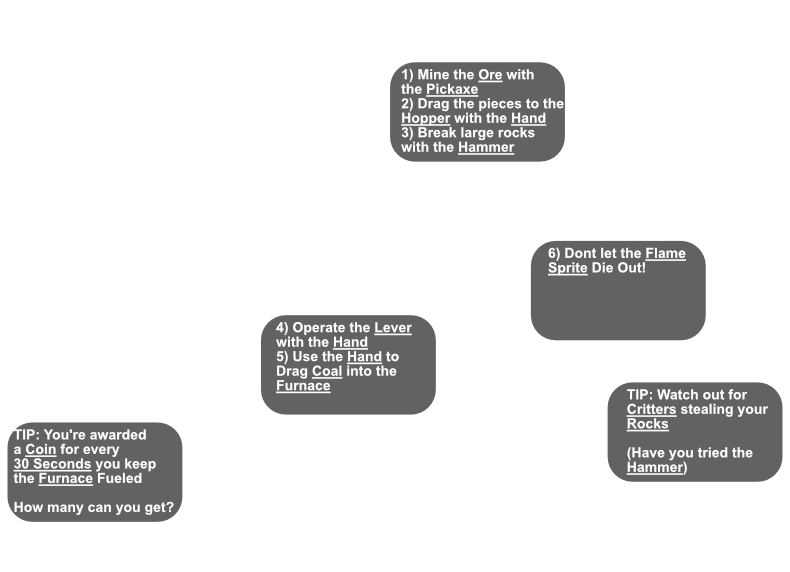 1) Mine the Ore with
the Pickaxe
2) Drag the pieces to the
Hopper with the Hand
3) Break large rocks
with the Hammer
6) Dont let the Flame
Sprite Die Out!
4) Operate the Lever
with the Hand
5) Use the Hand to
Drag Coal into the
Furnace
TIP: Watch out for
Critters stealing your
Rocks
(Have you tried the
Hammer)
TIP: You're awarded
a Coin for every
30 Seconds you keep
the Furnace Fueled
How many can you get?